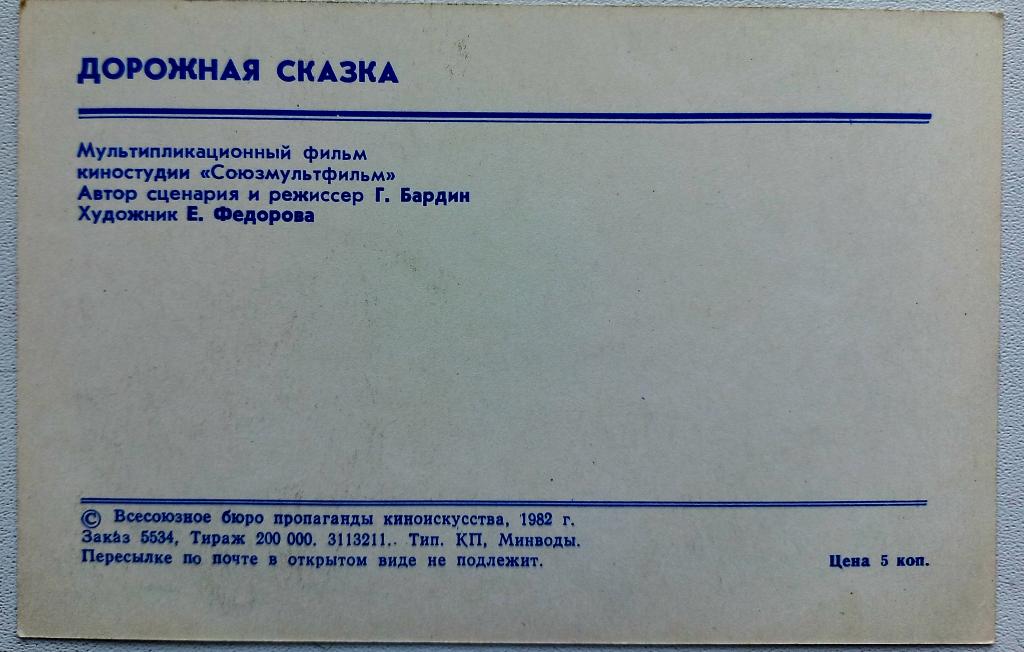 ДОРОЖНАЯ СКАЗКА
Мультипликационный фильм
киностудии «Союзмультфильм»
Автор сценария и режиссер Г. Бардин
Художник Е. Федорова
© Всесоюзное бюро пропаганды киноискусства, 1982 г.
Заказ 5534, Тираж 200 000. 3113211.. Тип. КП, Минводы.
Пересылке по почте в открытом виде не подлежит.
Цена 5 коп.